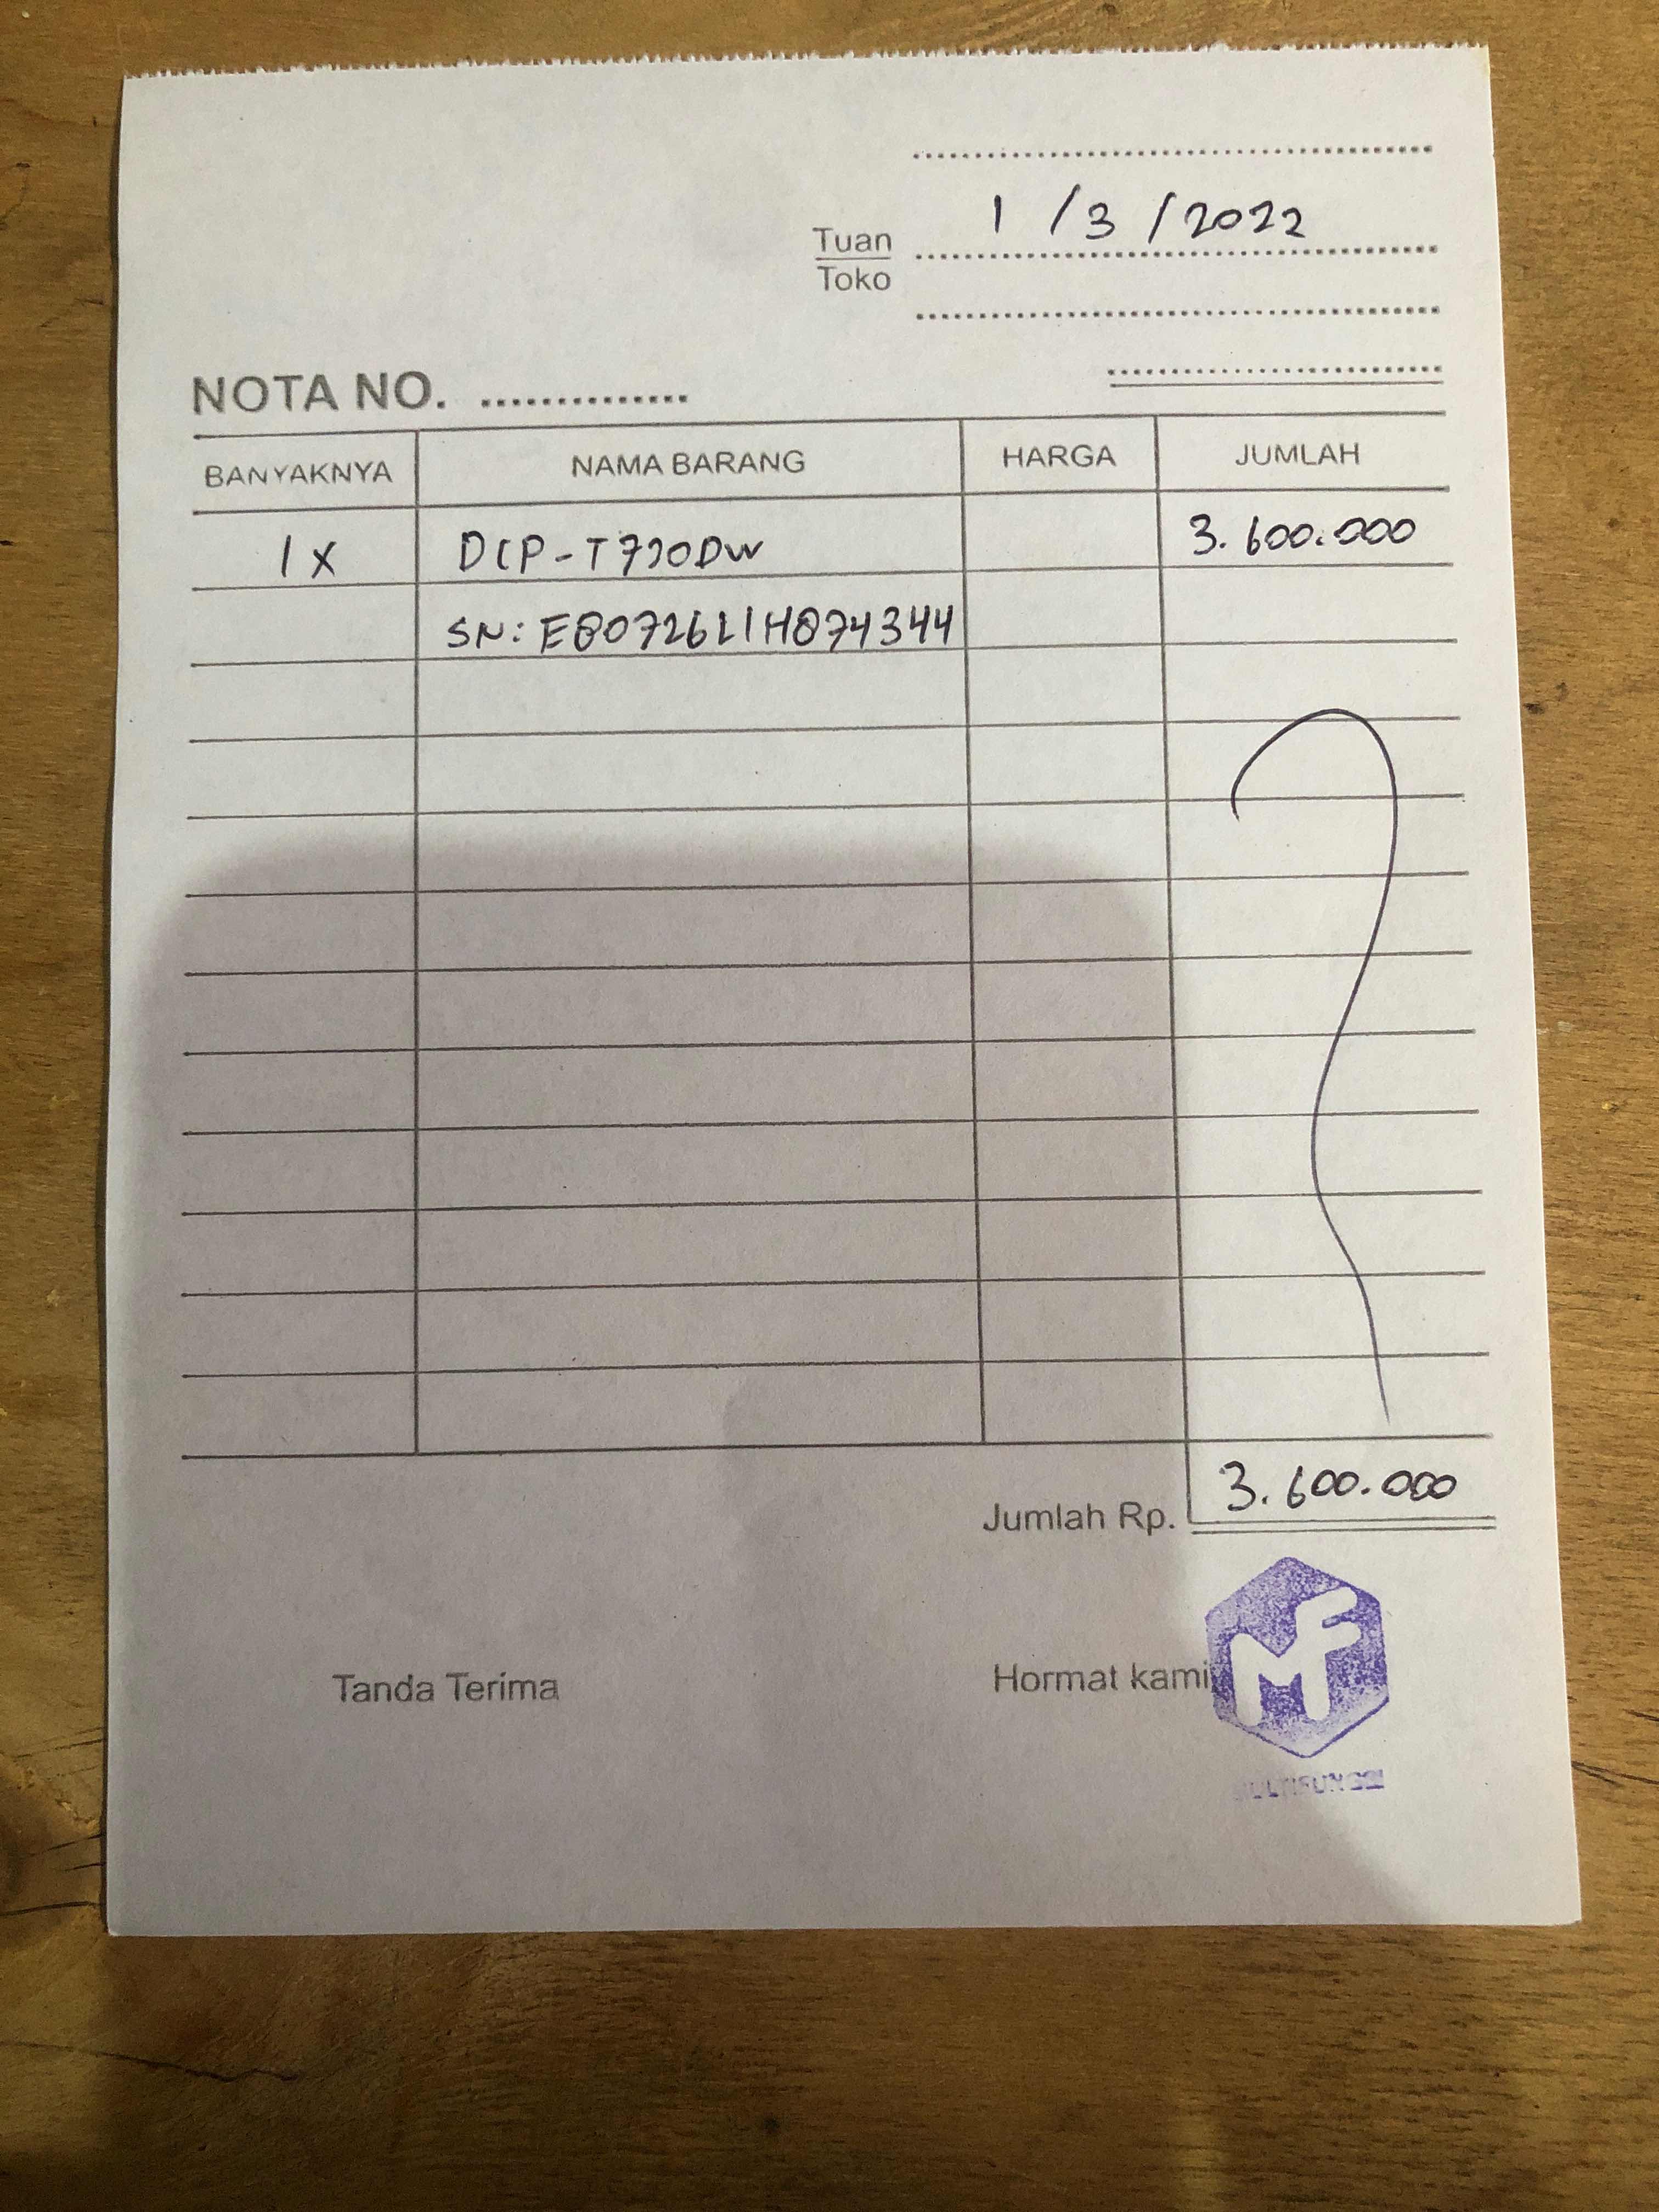 1/3/2022
Tuan
Toko
NOTA NO. ..............
BANYAKNYA NAMA BARANG HARGA JUMLAH
1X DCP-T720DW 3.600.000
SN: E80726L1H874344
Jumlah Rp. 3.600.000
Tanda Terima Hormat kami
MF
MULTIFUNGSI